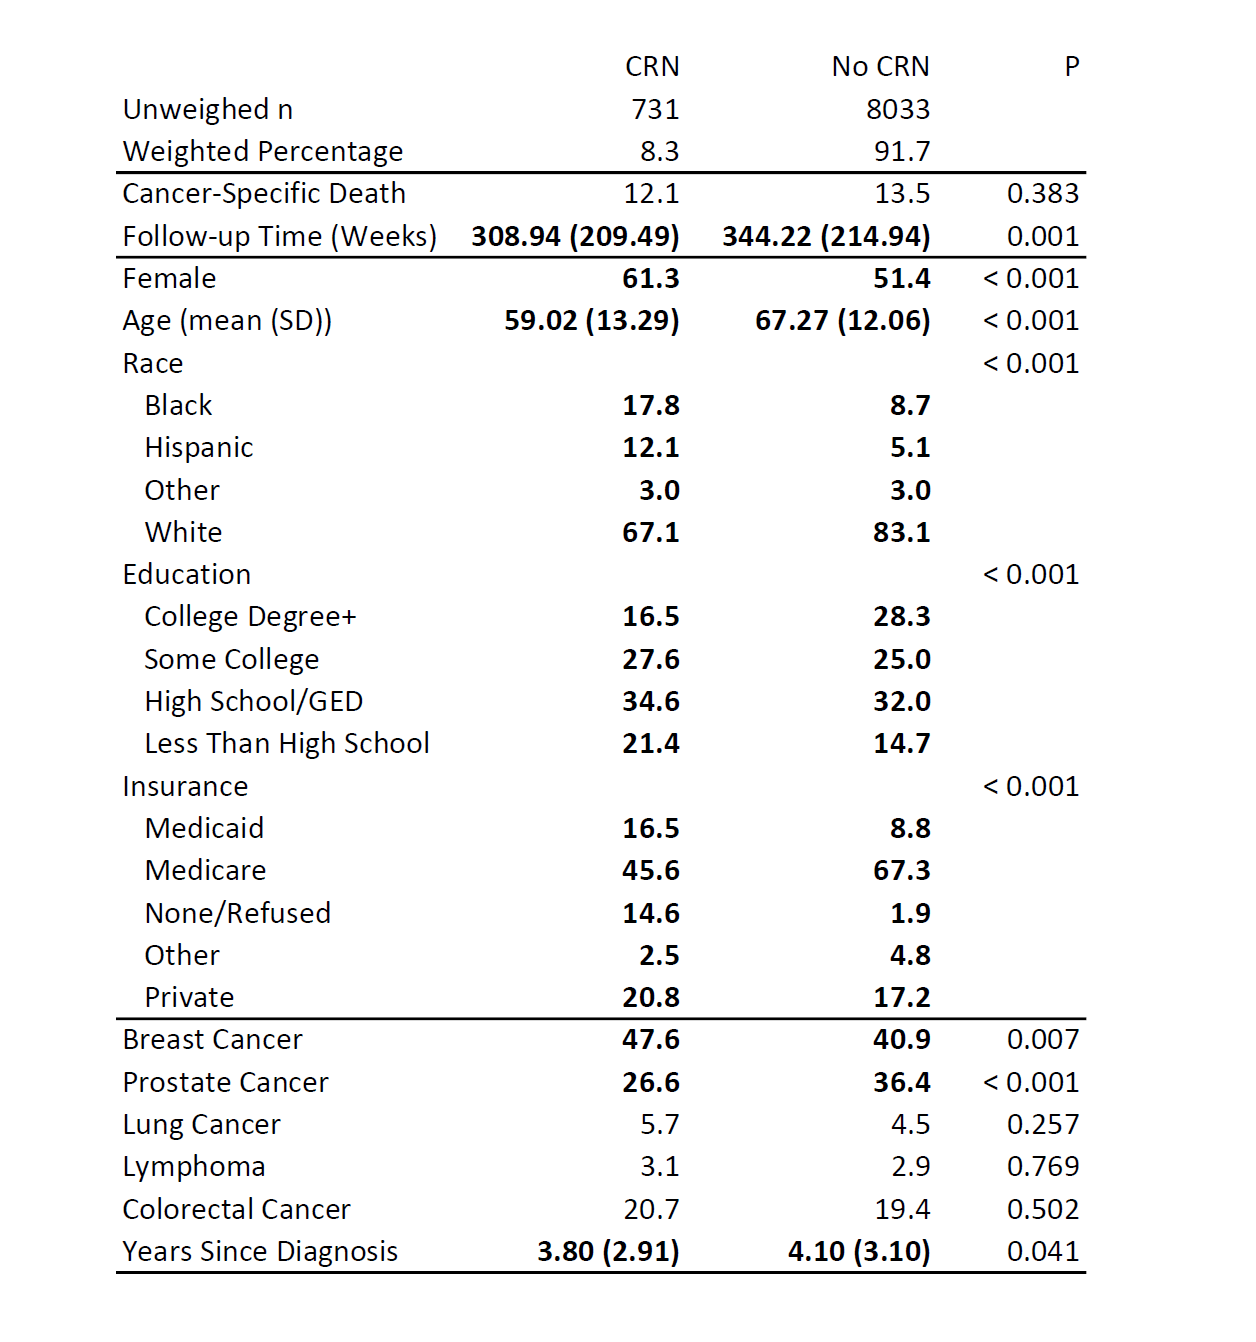 CRN No CRN P
Unweighed n 731 8033
Weighted Percentage 8.3 91.7
Cancer-Specific Death 12.1 13.5 0.383
Follow-up Time (Weeks) 308.94 (209.49) 344.22 (214.94) 0.001
Female 61.3 51.4 < 0.001
Age (mean (SD)) 59.02 (13.29) 67.27 (12.06) < 0.001
Race < 0.001
Black 17.8 8.7
Hispanic 12.1 5.1
Other 3.0 3.0
White 67.1 83.1
Education < 0.001
College Degree+ 16.5 28.3
Some College 27.6 25.0
High School/GED 34.6 32.0
Less Than High School 21.4 14.7
Insurance < 0.001
Medicaid 16.5 8.8
Medicare 45.6 67.3
None/Refused 14.6 1.9
Other 2.5 4.8
Private 20.8 17.2
Breast Cancer 47.6 40.9 0.007
Prostate Cancer 26.6 36.4 < 0.001
Lung Cancer 5.7 4.5 0.257
Lymphoma 3.1 2.9 0.769
Colorectal Cancer 20.7 19.4 0.502
Years Since Diagnosis 3.80 (2.91) 4.10 (3.10) 0.041